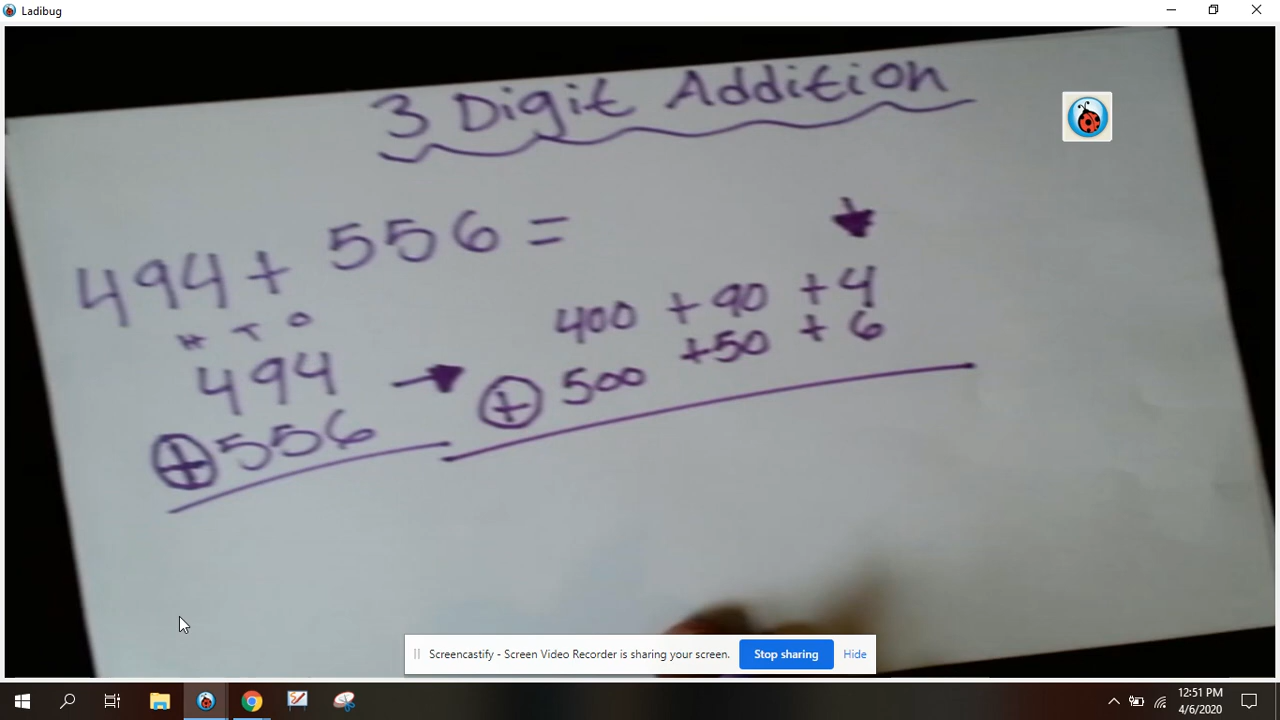 Ladibug
3 Digit Addition
494 + 556 =
H T O
494
+ 556
400 + 90 + 4
+ 500 + 50 + 6
Screencastify - Screen Video Recorder is sharing your screen.
Stop sharing
Hide
12:51 PM
4/6/2020